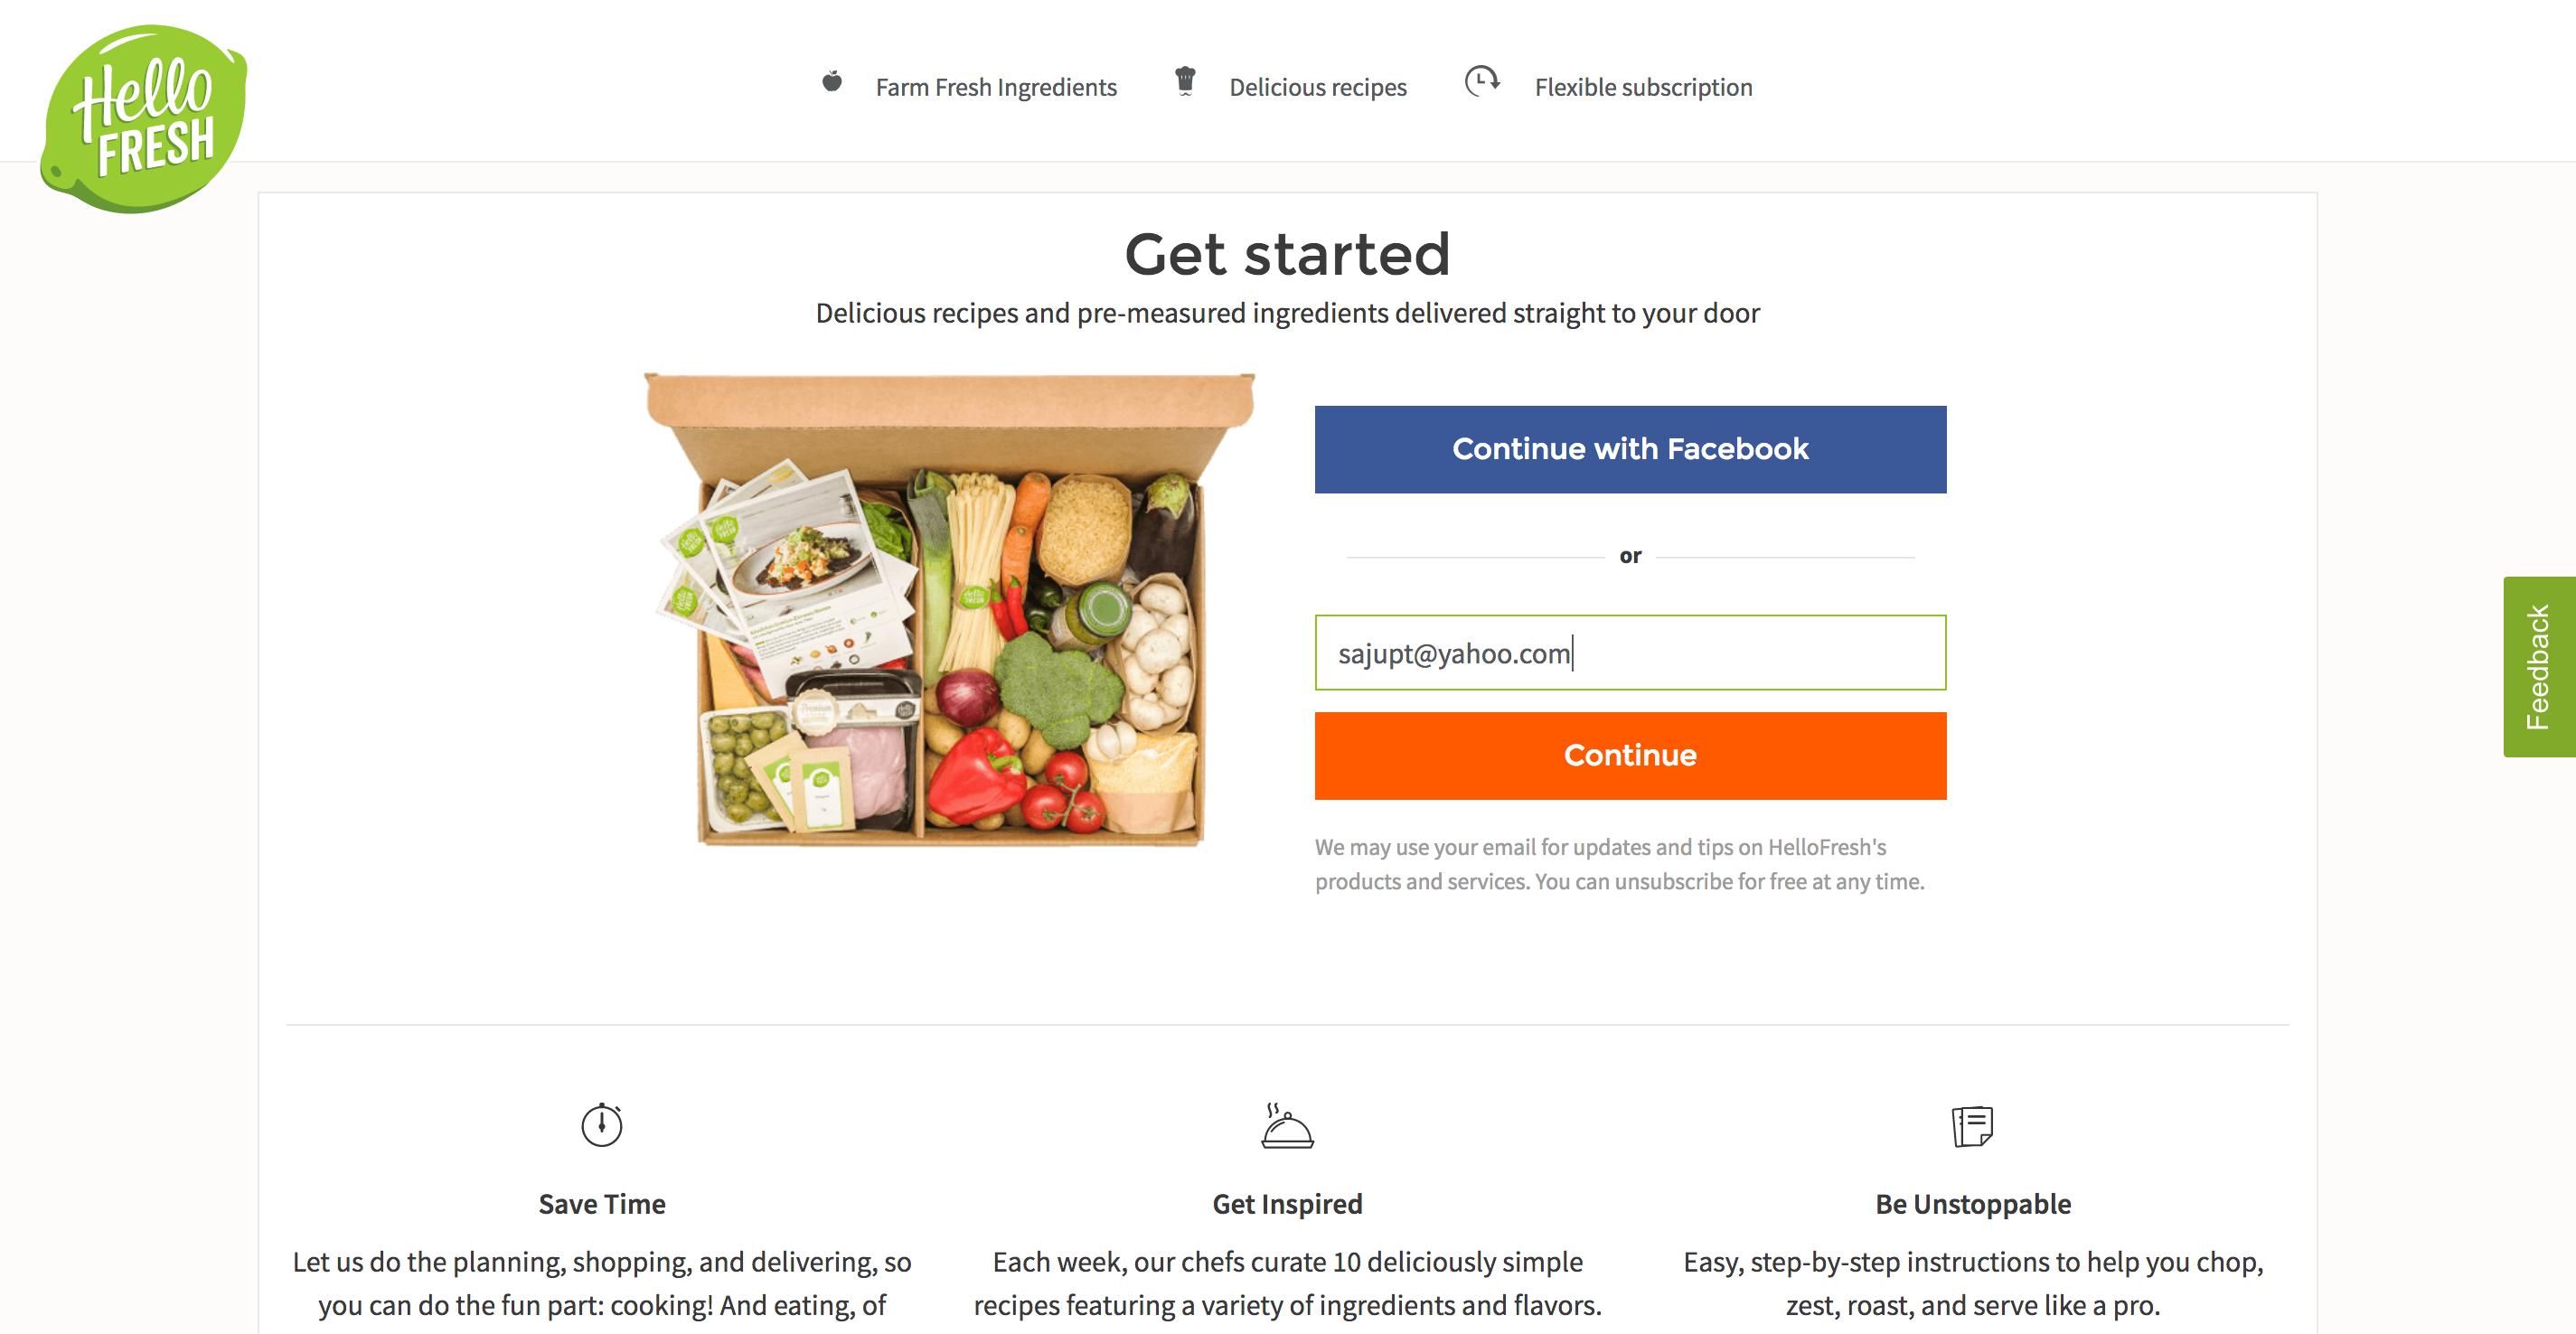 Hello
FRESH
Farm Fresh Ingredients
Delicious recipes
Flexible subscription
Get started
Delicious recipes and pre-measured ingredients delivered straight to your door
Continue with Facebook
or
sajupt@yahoo.com
Continue
We may use your email for updates and tips on HelloFresh's
products and services. You can unsubscribe for free at any time.
Feedback
Save Time
Let us do the planning, shopping, and delivering, so
you can do the fun part: cooking! And eating, of
Get Inspired
Each week, our chefs curate 10 deliciously simple
recipes featuring a variety of ingredients and flavors.
Be Unstoppable
Easy, step-by-step instructions to help you chop,
zest, roast, and serve like a pro.